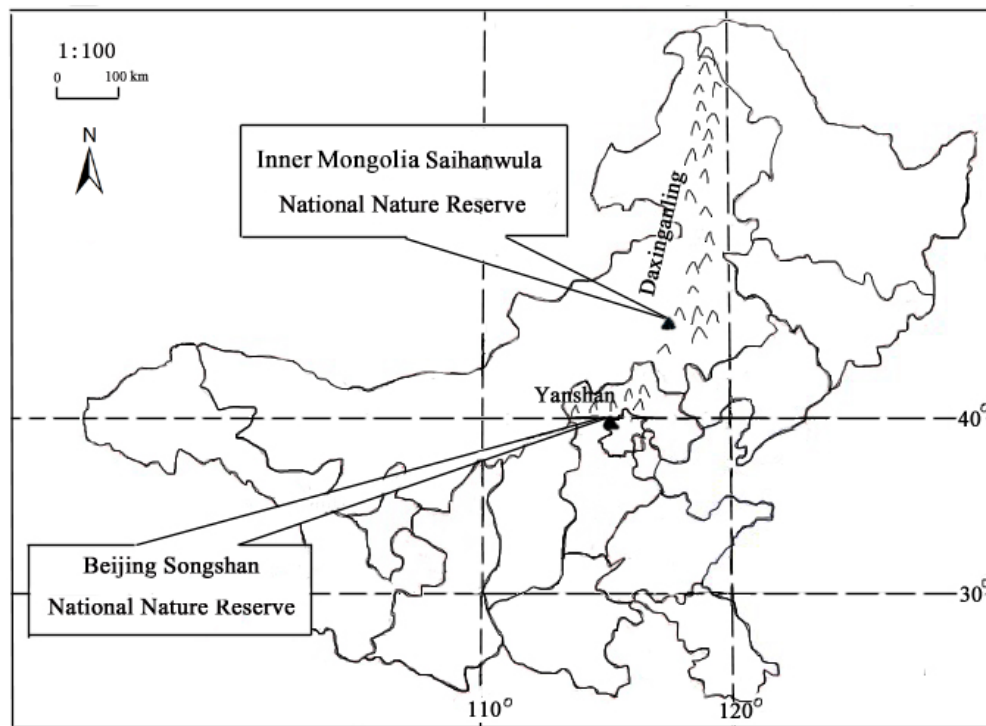 1:100
0 100 km
N
Inner Mongolia Saihanwula
National Nature Reserve
Daxinganling
Yanshan
40°
Beijing Songshan
National Nature Reserve
30°
110° 120°